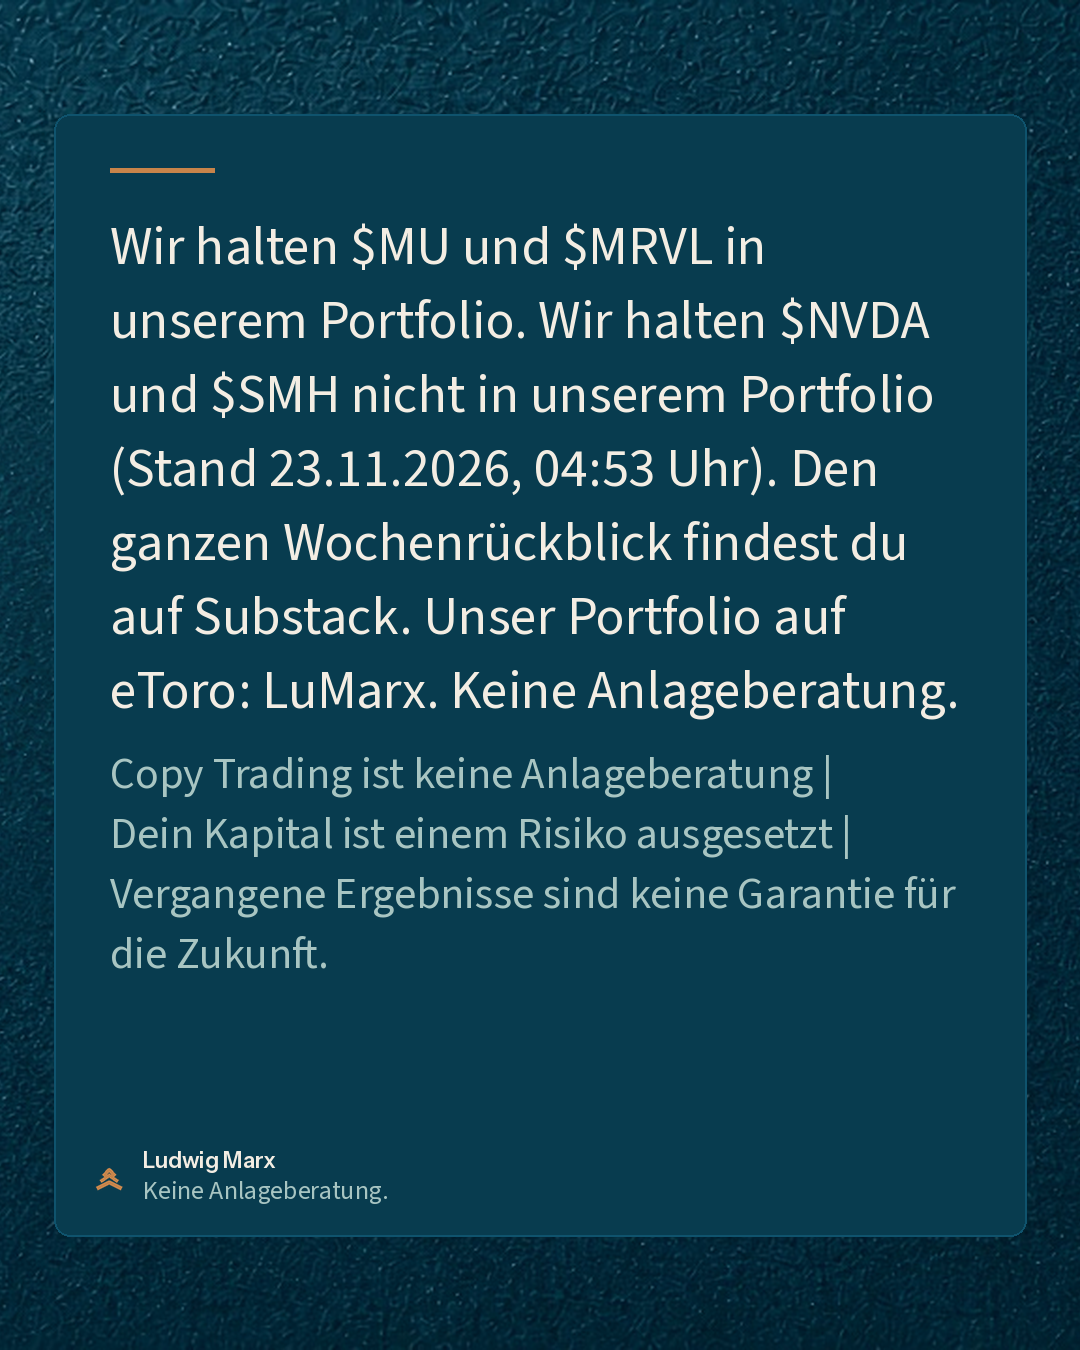 Wir halten $MU und $MRVL in
unserem Portfolio. Wir halten $NVDA
und $SMH nicht in unserem Portfolio
(Stand 23.11.2026, 04:53 Uhr). Den
ganzen Wochenrückblick findest du
auf Substack. Unser Portfolio auf
eToro: LuMarx. Keine Anlageberatung.
Copy Trading ist keine Anlageberatung |
Dein Kapital ist einem Risiko ausgesetzt |
Vergangene Ergebnisse sind keine Garantie für
die Zukunft.
Ludwig Marx
Keine Anlageberatung.